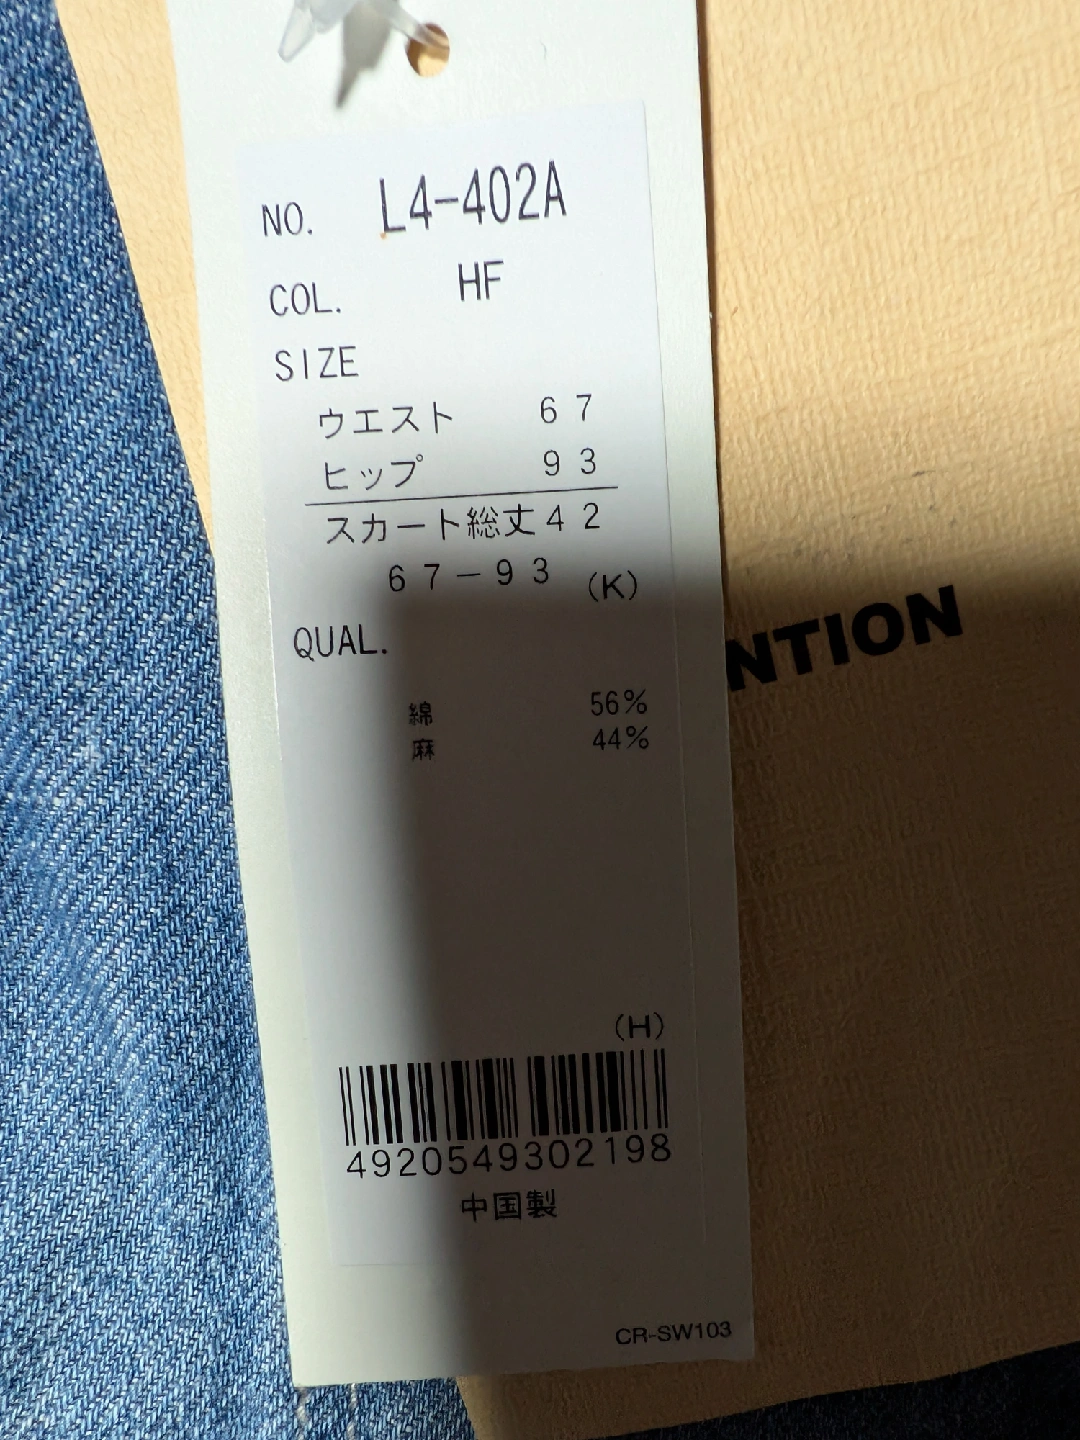 NO. L4-402A
COL. HF
SIZE
ウエスト 67
ヒップ 93
スカート総丈42
67-93 (K)
QUAL.
綿 56%
麻 44%
(H)
4920549302198
中国製
CR-SW103
NTION